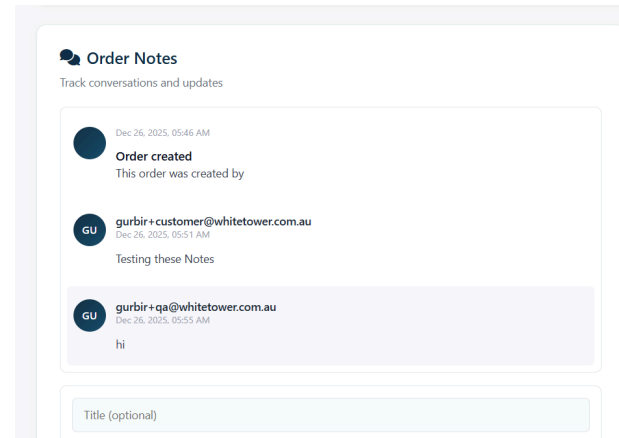 Order Notes
Track conversations and updates
Dec 26, 2025, 05:46 AM
Order created
This order was created by
GU
gurbir+customer@whitetower.com.au
Dec 26, 2025, 05:51 AM
Testing these Notes
GU
gurbir+qa@whitetower.com.au
Dec 26, 2025, 05:55 AM
hi
Title (optional)